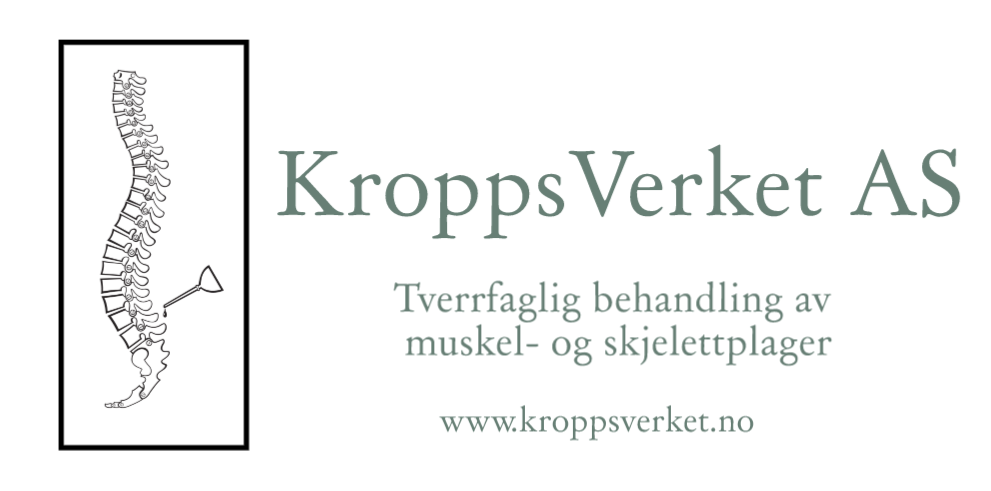 KroppsVerket AS
Tverrfaglig behandling av
muskel- og skjelettplager
www.kroppsverket.no